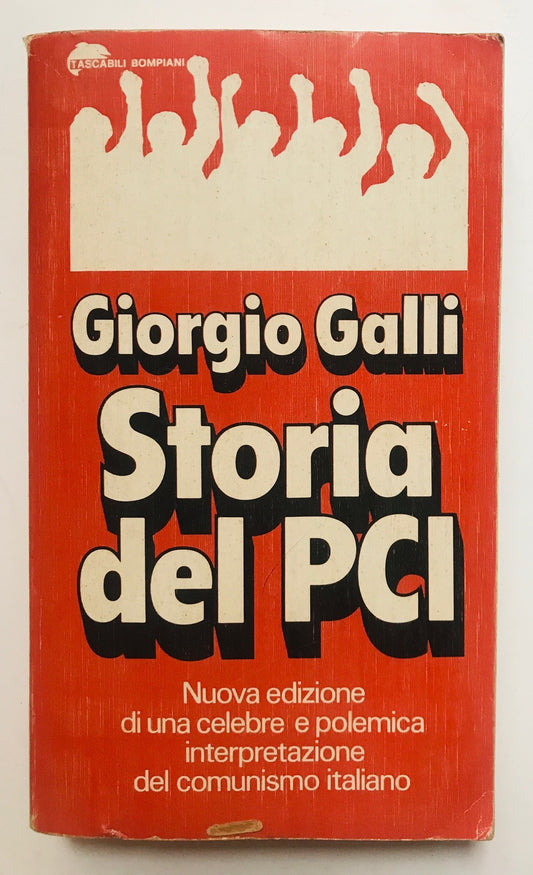 TASCABILI BOMPIANI
Giorgio Galli
Storia
del PCI
Nuova edizione
di una celebre e polemica
interpretazione
del comunismo italiano